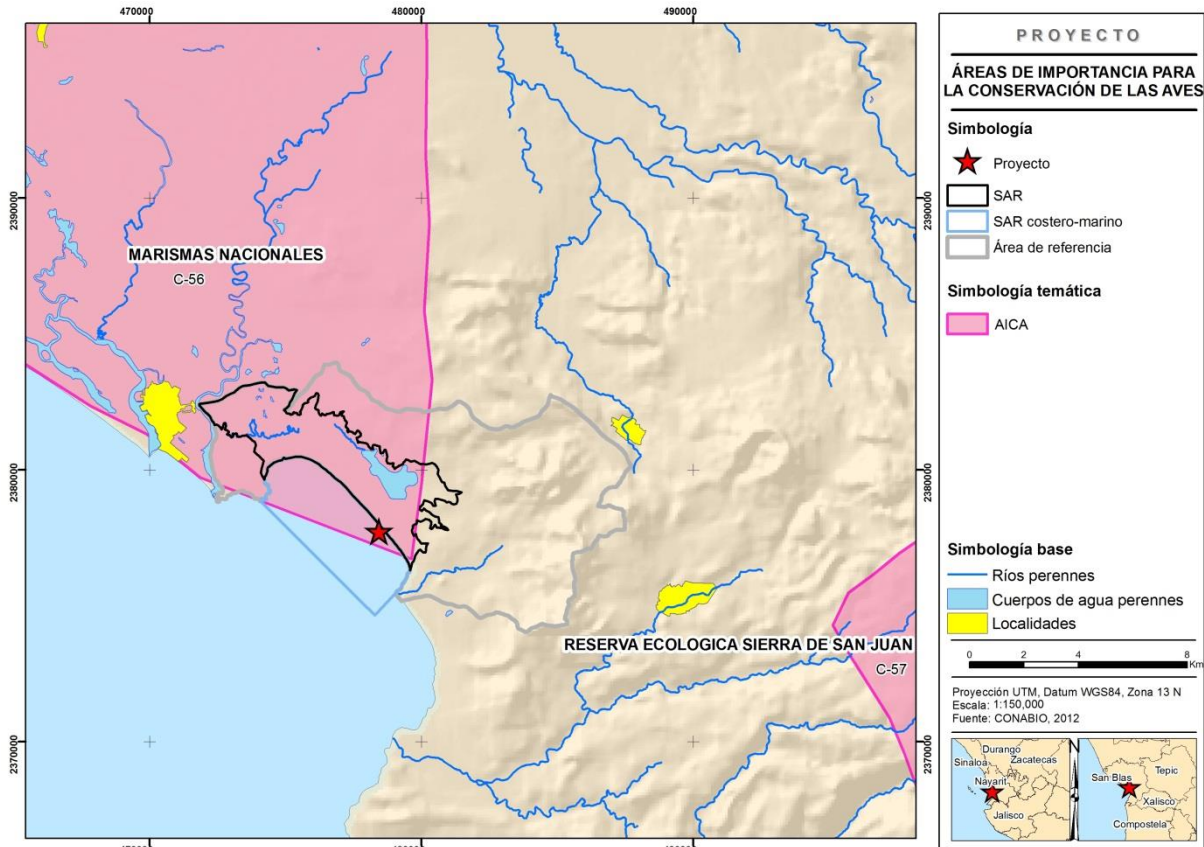 470000
480000
490000
2390000
2380000
2370000
2390000
2380000
2370000
MARISMAS NACIONALES
C-56
RESERVA ECOLOGICA SIERRA DE SAN JUAN
C-57
PROYECTO
ÁREAS DE IMPORTANCIA PARA
LA CONSERVACIÓN DE LAS AVES
Simbología
Proyecto
SAR
SAR costero-marino
Área de referencia
Simbología temática
AICA
Simbología base
Ríos perennes
Cuerpos de agua perennes
Localidades
0 2 4 8
Km
Proyección UTM, Datum WGS84, Zona 13 N
Escala: 1:150,000
Fuente: CONABIO, 2012
Durango
Sinaloa
Zacatecas
Nayarit
Jalisco
San Blas
Tepic
Xalisco
Compostela